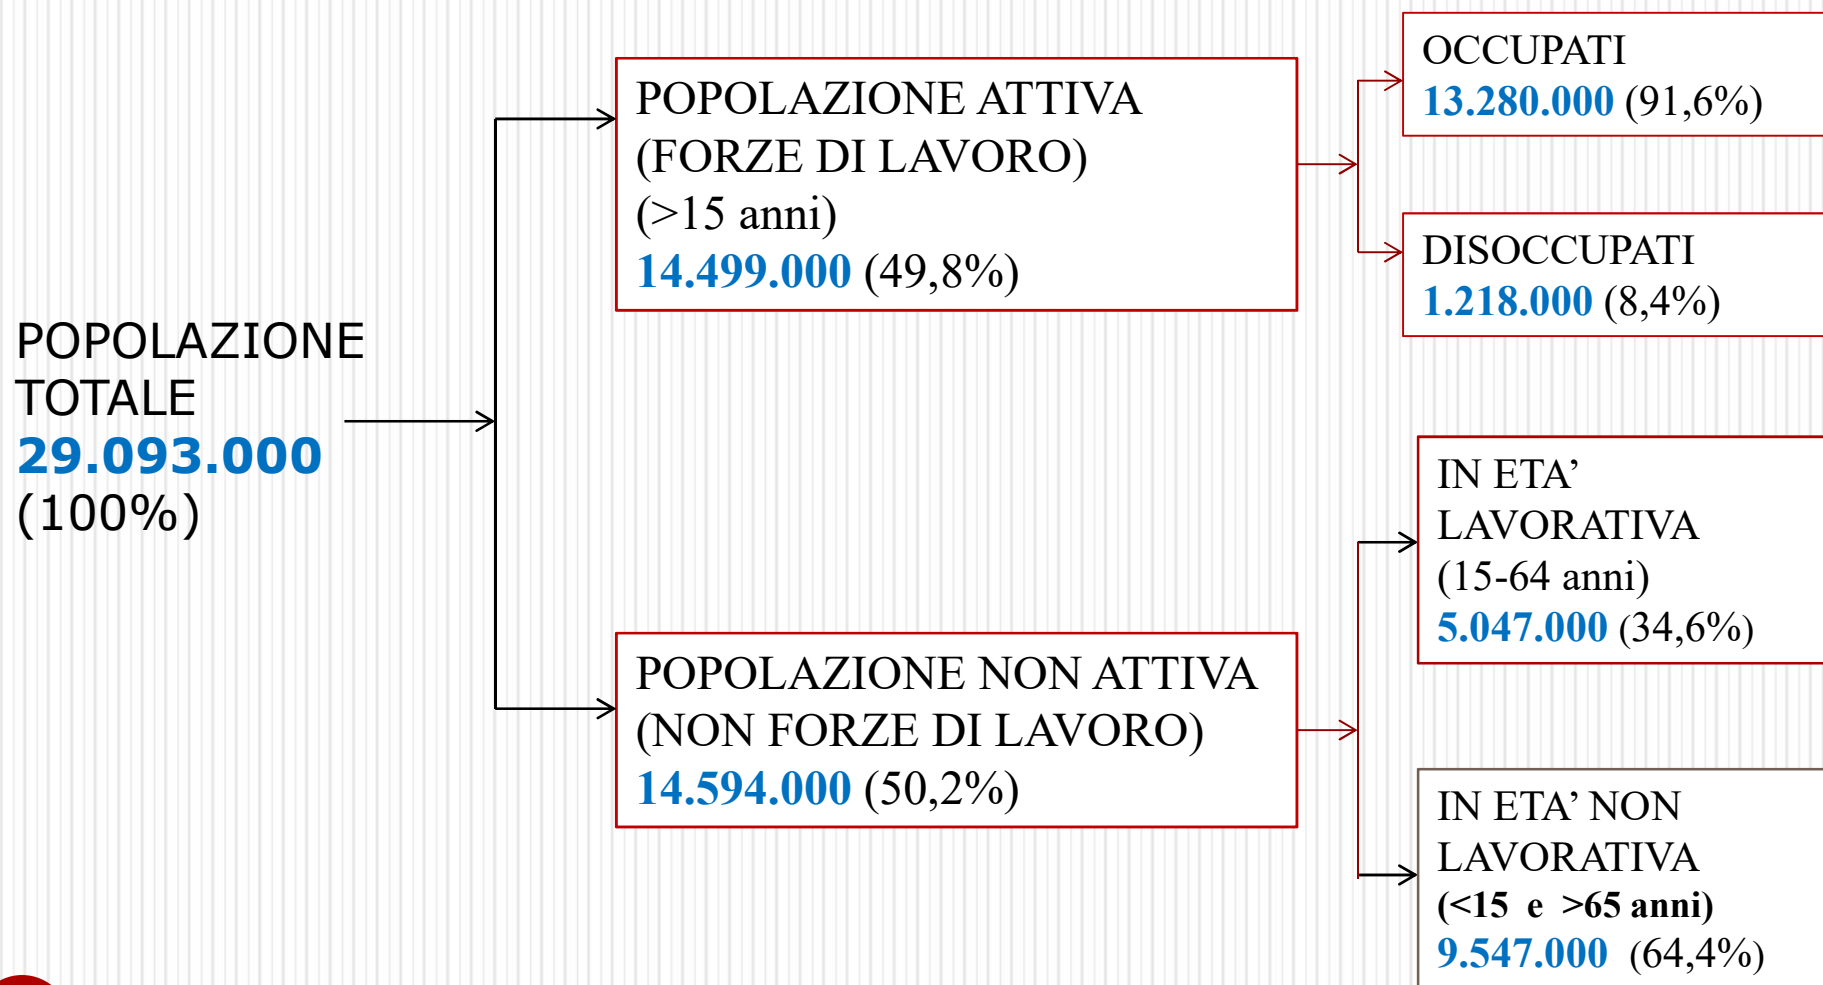 POPOLAZIONE
TOTALE
29.093.000
(100%)
POPOLAZIONE ATTIVA
(FORZE DI LAVORO)
(>15 anni)
14.499.000 (49,8%)
OCCUPATI
13.280.000 (91,6%)
DISOCCUPATI
1.218.000 (8,4%)
POPOLAZIONE NON ATTIVA
(NON FORZE DI LAVORO)
14.594.000 (50,2%)
IN ETA’
LAVORATIVA
(15-64 anni)
5.047.000 (34,6%)
IN ETA’ NON
LAVORATIVA
(<15 e >65 anni)
9.547.000 (64,4%)